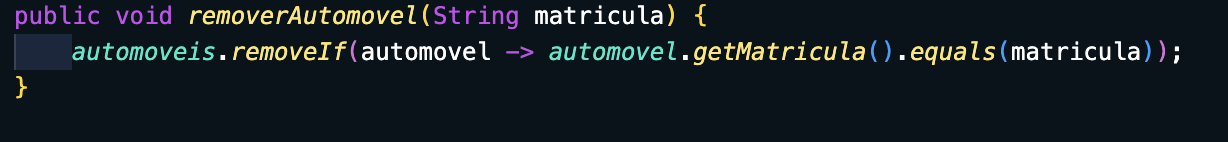 public void removerAutomovel(String matricula) {
    automoveis.removeIf(automovel -> automovel.getMatricula().equals(matricula));
}